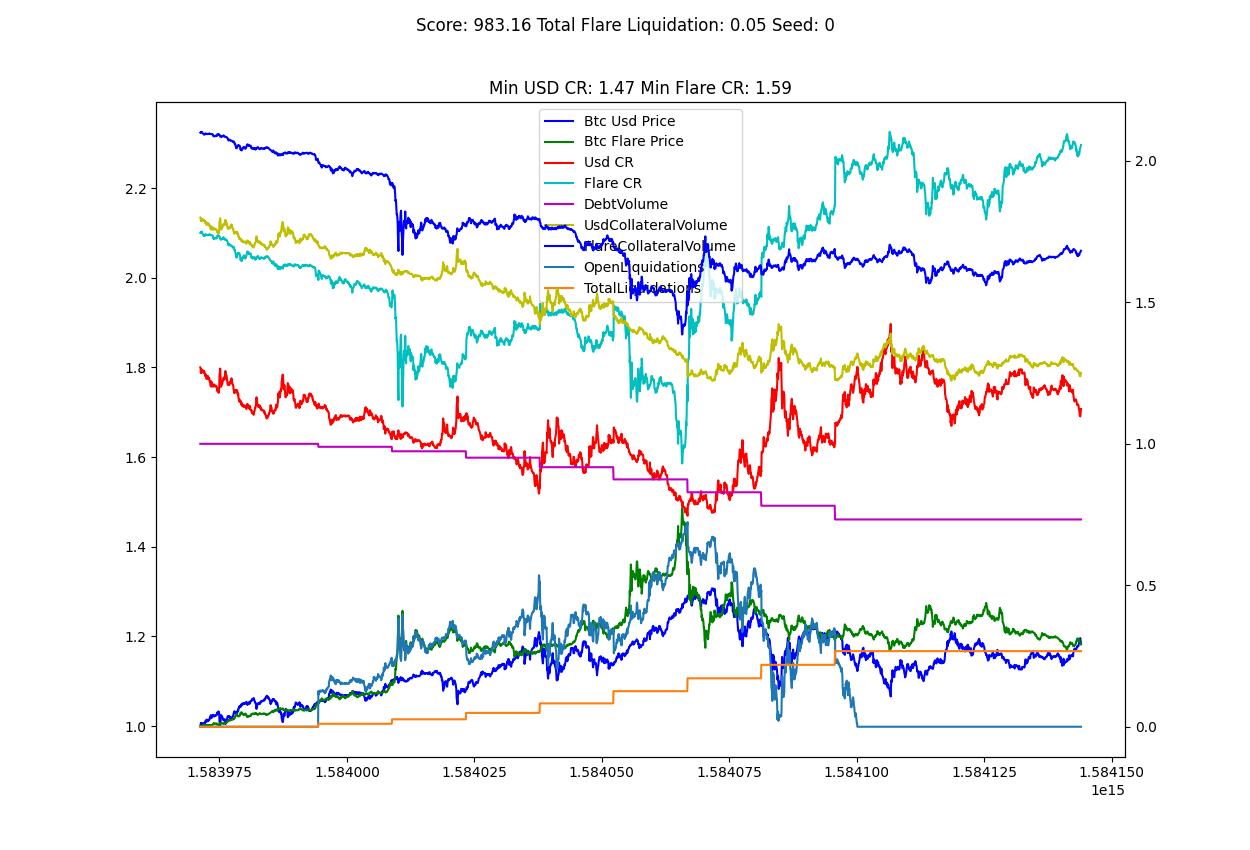 Score: 983.16 Total Flare Liquidation: 0.05 Seed: 0
Min USD CR: 1.47 Min Flare CR: 1.59
Btc Usd Price
Btc Flare Price
Usd CR
Flare CR
DebtVolume
UsdCollateralVolume
FlareCollateralVolume
OpenLiquidations
TotalLiquidations
2.2
2.0
1.8
1.6
1.4
1.2
1.0
2.0
1.5
1.0
0.5
0.0
1.583975 1.584000 1.584025 1.584050 1.584075 1.584100 1.584125 1.584150
1e15